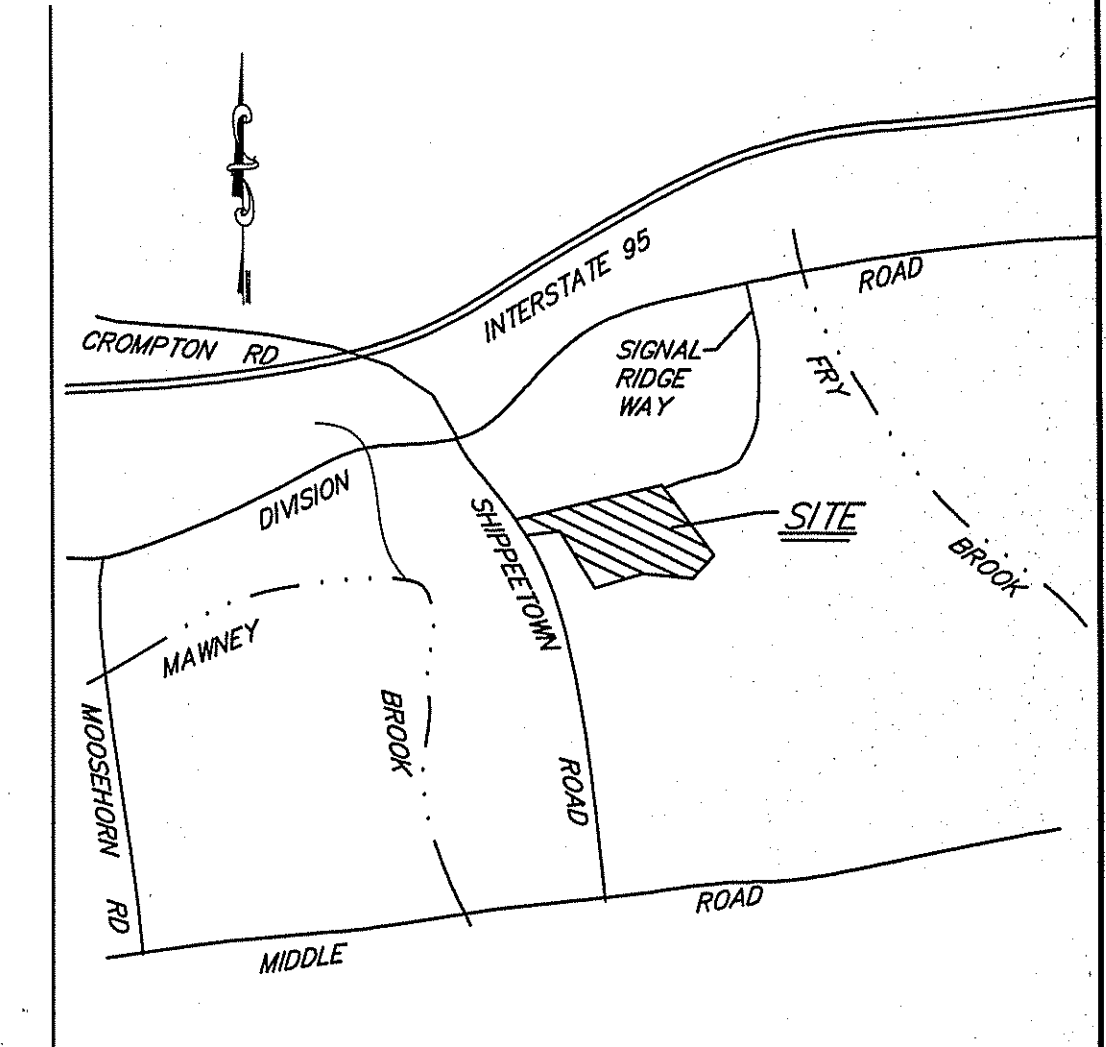 INTERSTATE 95
CROMPTON RD
ROAD
SIGNAL
RIDGE
WAY
FRY
DIVISION
SHIPPEETOWN
SITE
BROOK
MAWNEY
BROOK
MOOSEHORN RD
ROAD
ROAD
MIDDLE